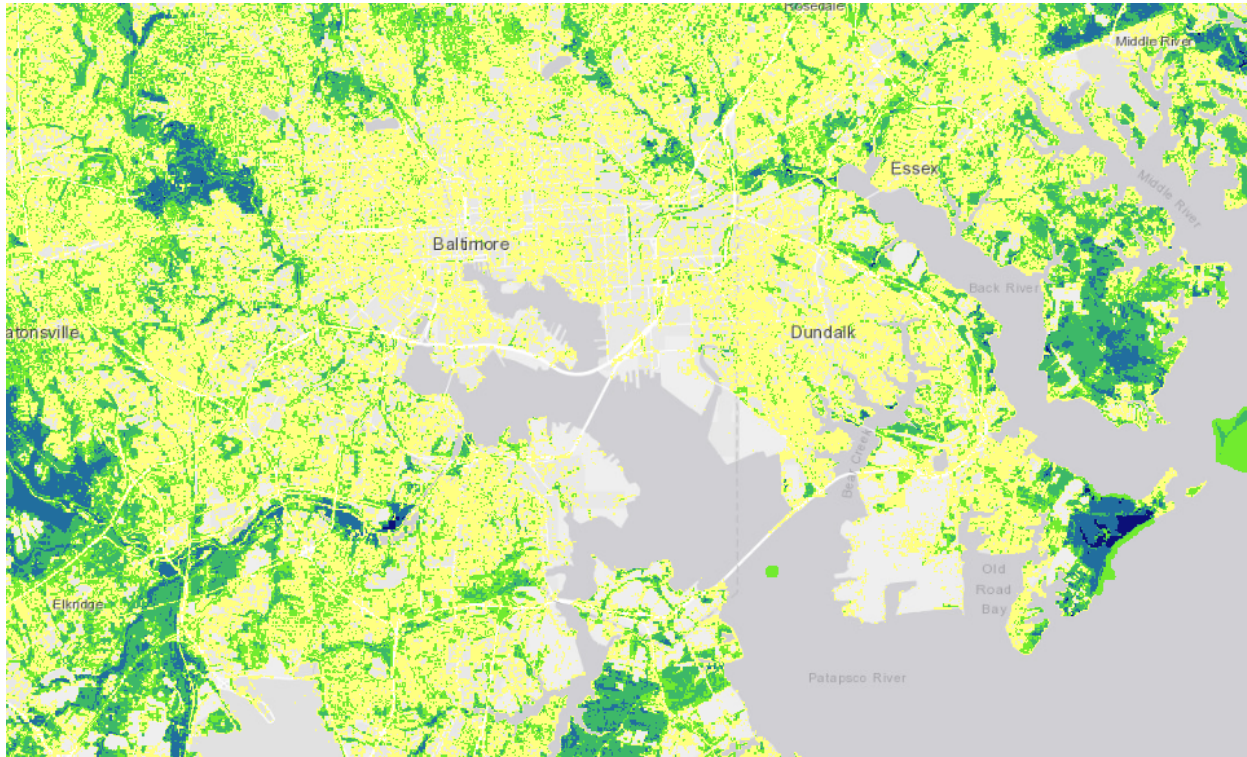 Rosedale
Middle River
Essex
Middle River
Baltimore
Back River
atonsville
Dundalk
Bear Creek
Old
Road
Bay
Elkridge
Patapsco River